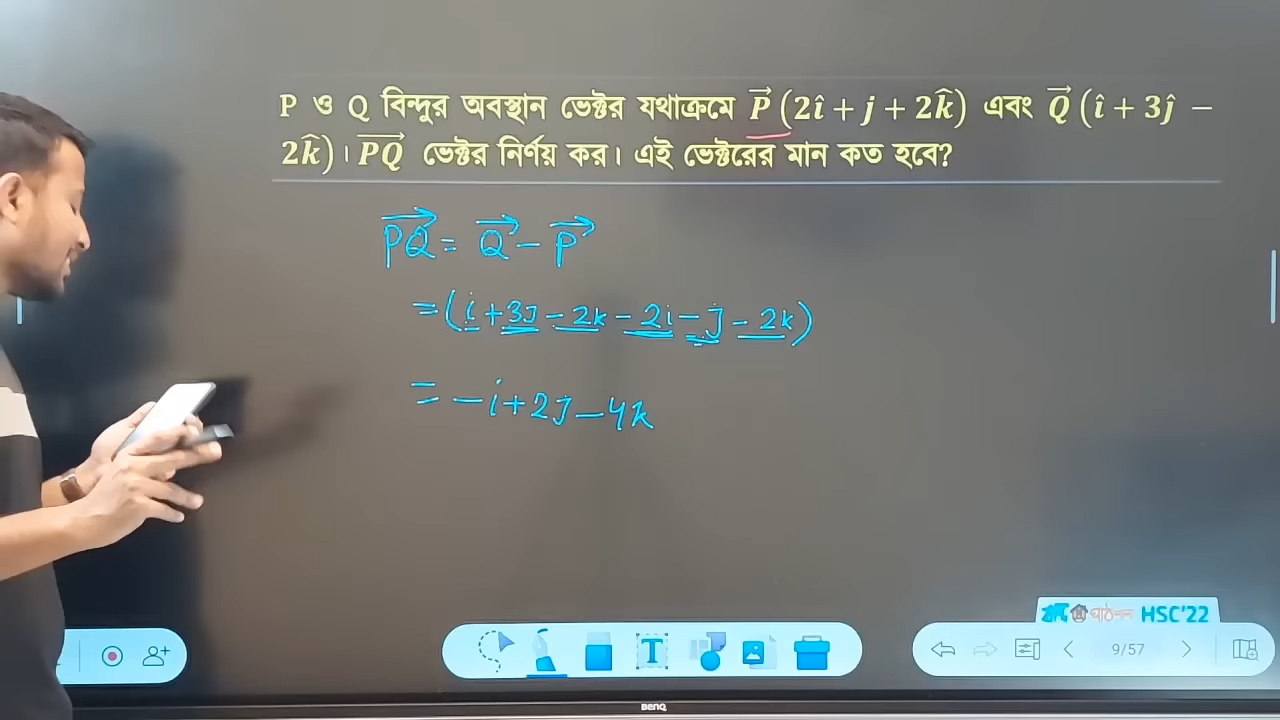 P ও Q বিন্দুর অবস্থান ভেক্টর যথাক্রমে P⃗ (2î + j + 2k̂) এবং Q⃗ (î + 3ĵ −
2k̂)। PQ⃗ ভেক্টর নির্ণয় কর। এই ভেক্টরের মান কত হবে?
PQ⃗ = Q⃗ − P⃗
= (i + 3j − 2k − 2i − j − 2k)
= −i + 2j − 4k
HSC'22
T
9/57
BenQ